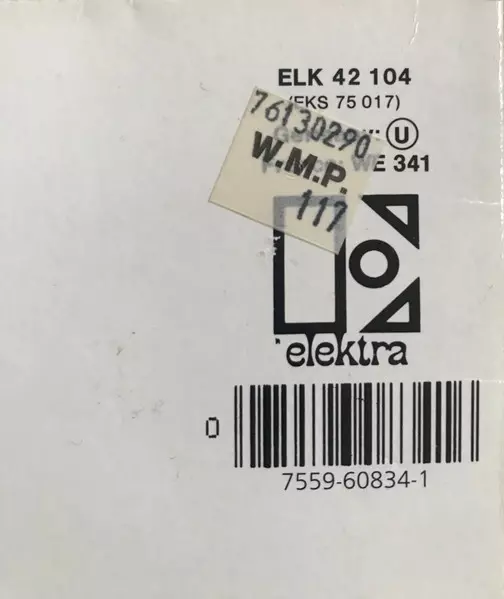 ELK 42 104
(EKS 75 017)
U
WE 341
76130290
W.M.P.
117
elektra
0
7559-60834-1